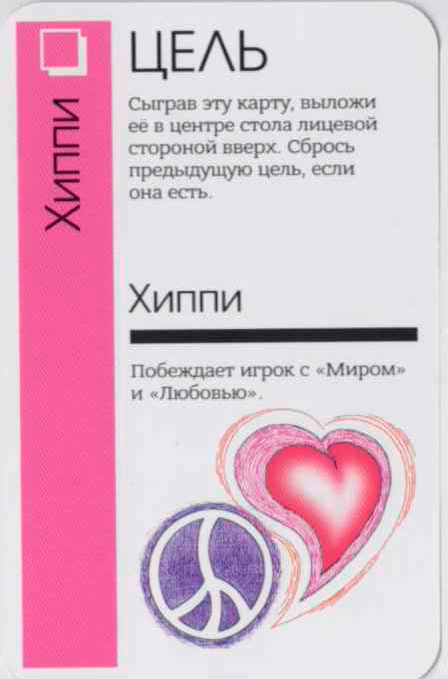 Хиппи
ЦЕЛЬ
Сыграв эту карту, выложи
её в центре стола лицевой
стороной вверх. Сбрось
предыдущую цель, если
она есть.
Хиппи
Побеждает игрок с «Миром»
и «Любовью».